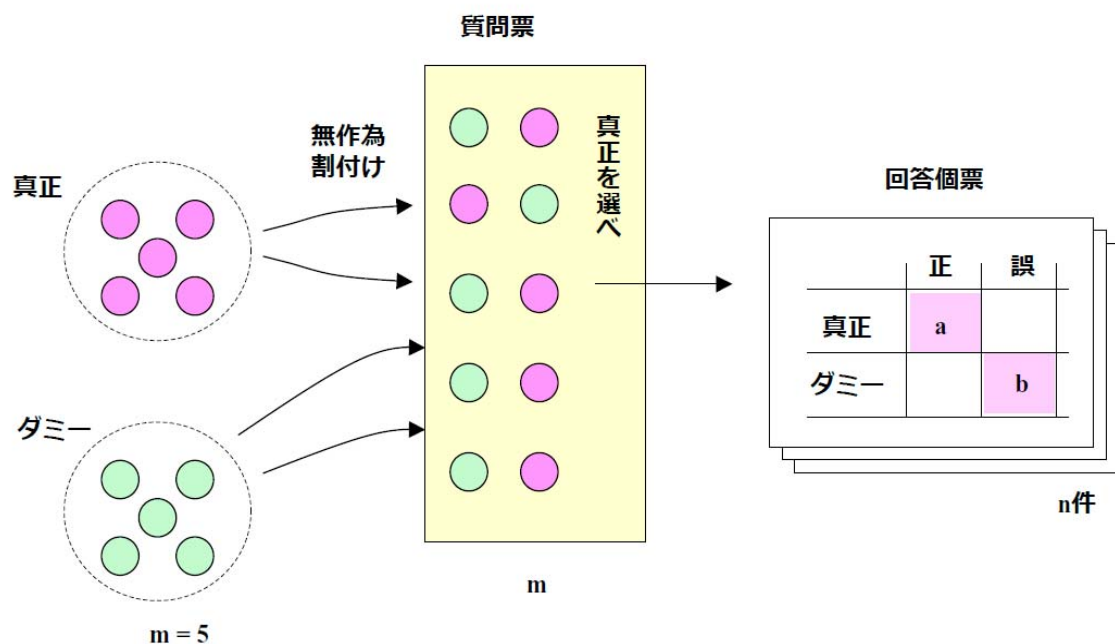 質問票
無作為
割付け
真正
ダミー
m = 5
真正を選べ
m
回答個票
正 誤
真正 a
ダミー b
n件